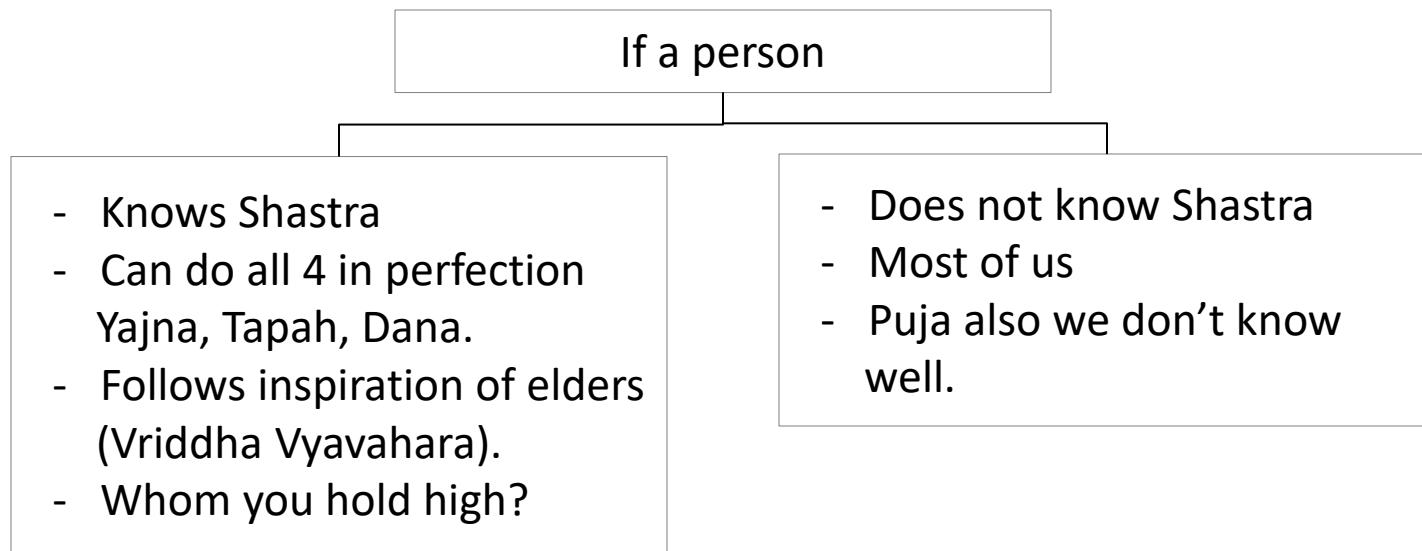 If a person
- Knows Shastra
- Can do all 4 in perfection
Yajna, Tapah, Dana.
- Follows inspiration of elders
(Vriddha Vyavahara).
- Whom you hold high?
- Does not know Shastra
- Most of us
- Puja also we don’t know
well.